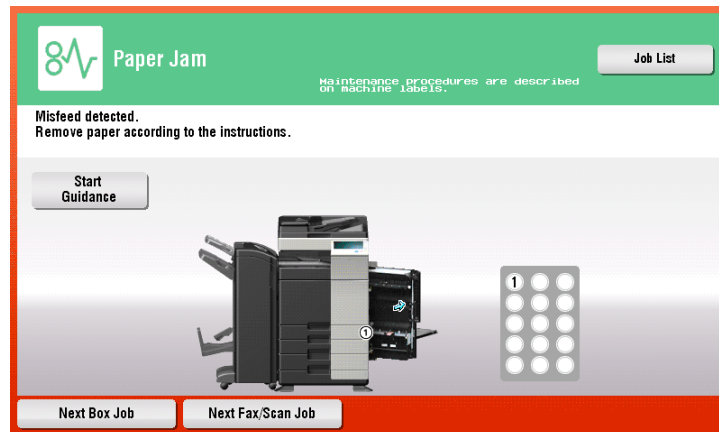 Paper Jam
Job List
Maintenance procedures are described
on machine labels.
Misfeed detected.
Remove paper according to the instructions.
Start
Guidance
1
1
Next Box Job
Next Fax/Scan Job